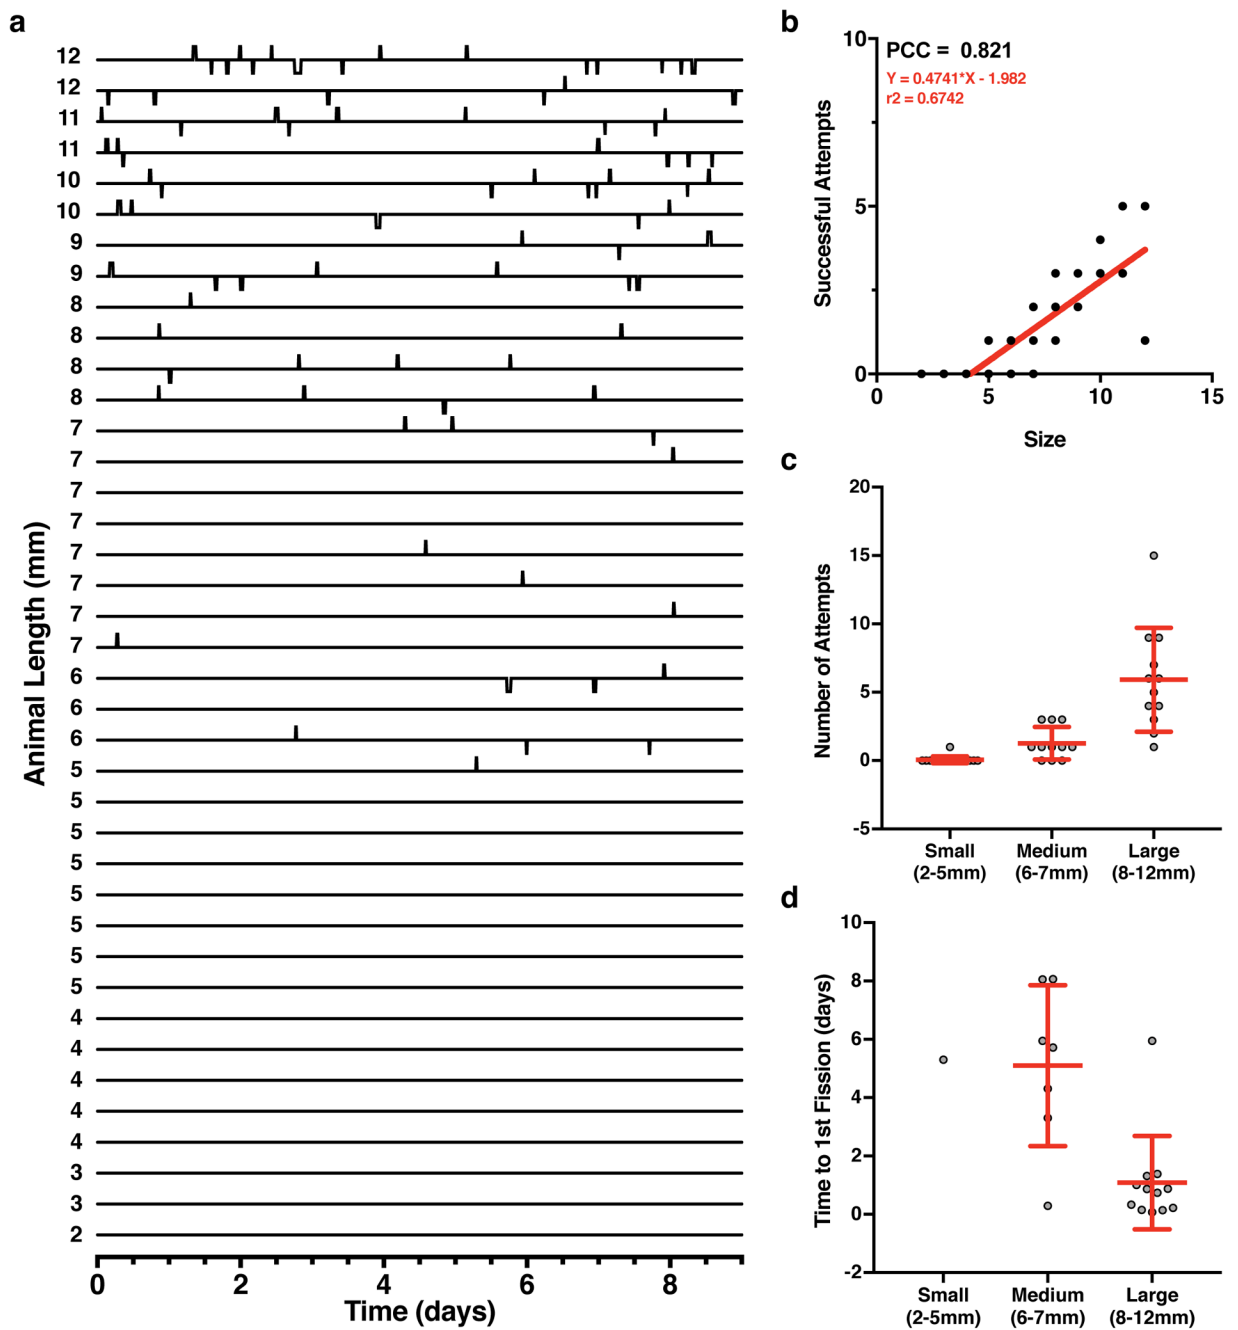 a
12
12
11
11
10
10
9
9
8
8
8
8
7
7
7
7
7
7
7
7
6
6
6
5
5
5
5
5
5
5
5
4
4
4
4
4
3
3
2
Animal Length (mm)
0 2 4 6 8
Time (days)
b
PCC = 0.821
Y = 0.4741*X - 1.982
r2 = 0.6742
10
5
0
Successful Attempts
0 5 10 15
Size
c
20
15
10
5
0
-5
Number of Attempts
Small Medium Large
(2-5mm) (6-7mm) (8-12mm)
d
10
8
6
4
2
0
-2
Time to 1st Fission (days)
Small Medium Large
(2-5mm) (6-7mm) (8-12mm)